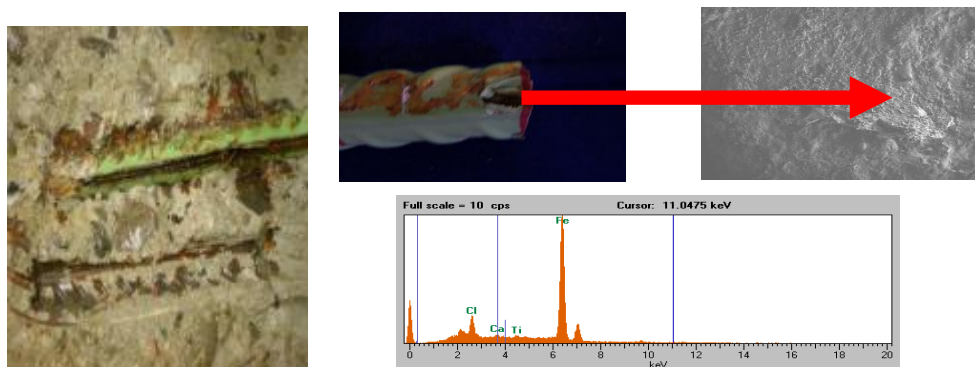 Full scale = 10 cps Cursor: 11.0475 keV
Fe
Cl
Ca Ti
0 2 4 6 8 10 12 14 16 18 20
keV